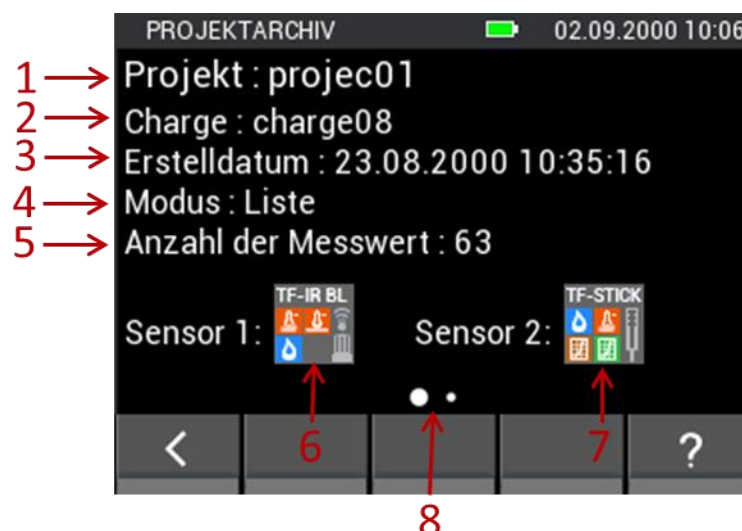 PROJEKTARCHIV 02.09.2000 10:06
1 Projekt : projec01
2 Charge : charge08
3 Erstelldatum : 23.08.2000 10:35:16
4 Modus : Liste
5 Anzahl der Messwert : 63
TF-IR BL TF-STICK
Sensor 1: Sensor 2:
< 6 7 ?
8